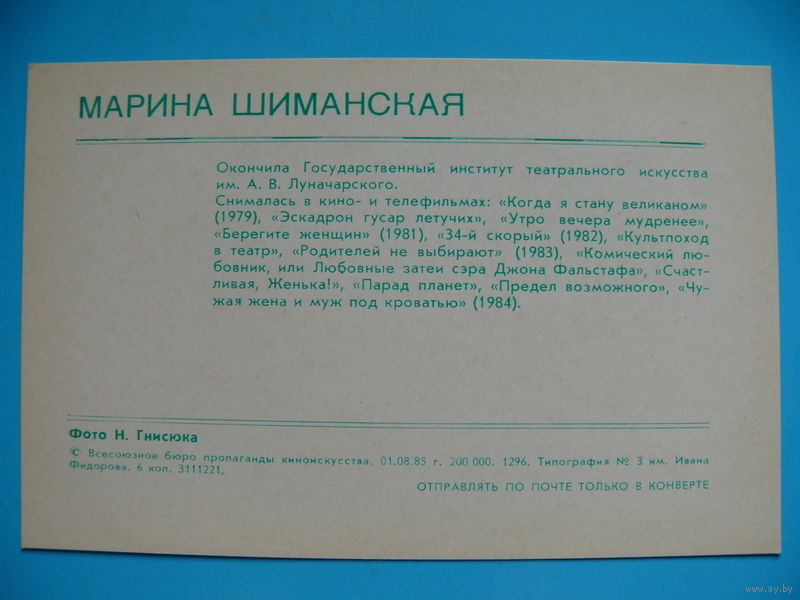 МАРИНА ШИМАНСКАЯ
Окончила Государственный институт театрального искусства
им. А. В. Луначарского.
Снималась в кино- и телефильмах: «Когда я стану великаном»
(1979), «Эскадрон гусар летучих», «Утро вечера мудренее»,
«Берегите женщин» (1981), «34-й скорый» (1982), «Культпоход
в театр», «Родителей не выбирают» (1983), «Комический лю-
бовник, или Любовные затеи сэра Джона Фальстафа», «Счаст-
ливая, Женька!», «Парад планет», «Предел возможного», «Чу-
жая жена и муж под кроватью» (1984).
Фото Н. Гнисюка
© Всесоюзное бюро пропаганды киноискусства. 01.08.85 г. 200 000. 1296. Типография № 3 им. Ивана
Федорова. 6 коп. 3111221.
ОТПРАВЛЯТЬ ПО ПОЧТЕ ТОЛЬКО В КОНВЕРТЕ
www.ay.by